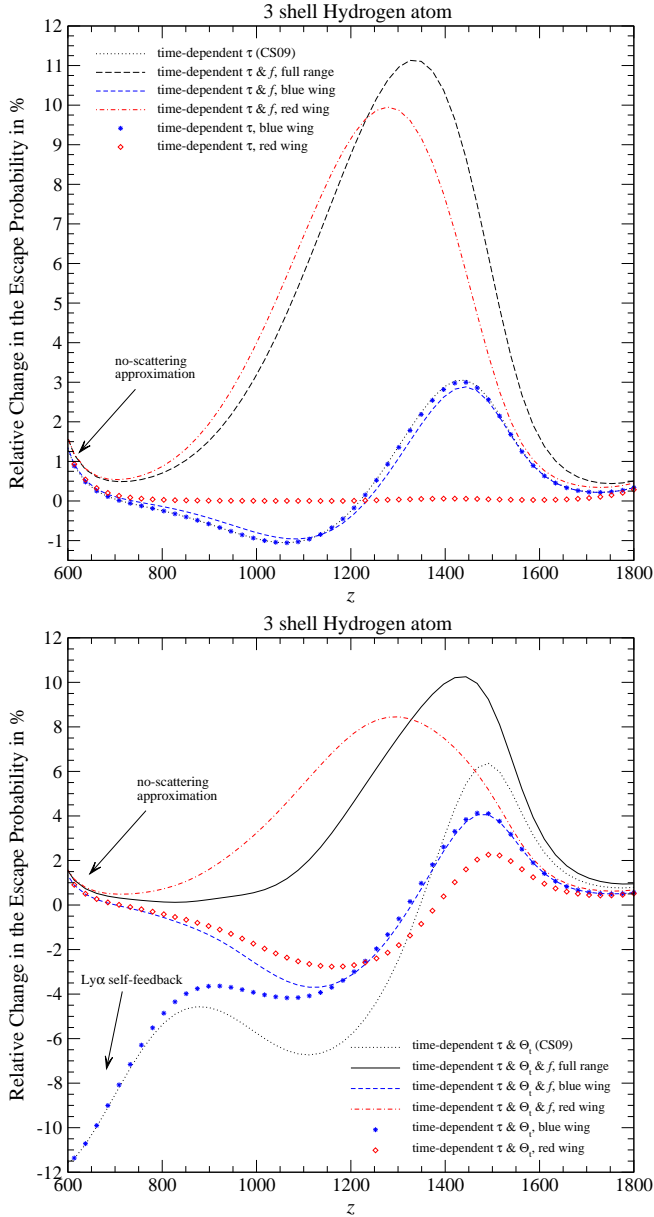 3 shell Hydrogen atom
time-dependent τ (CS09)
time-dependent τ & f, full range
time-dependent τ & f, blue wing
time-dependent τ & f, red wing
time-dependent τ, blue wing
time-dependent τ, red wing
12
11
10
9
8
7
6
5
4
3
2
1
0
-1
Relative Change in the Escape Probability in %
no-scattering
approximation
600 800 1000 1200 1400 1600 1800
z
3 shell Hydrogen atom
12
10
8
6
4
2
0
-2
-4
-6
-8
-10
-12
Relative Change in the Escape Probability in %
no-scattering
approximation
Lyα self-feedback
time-dependent τ & Θt (CS09)
time-dependent τ & Θt & f, full range
time-dependent τ & Θt & f, blue wing
time-dependent τ & Θt & f, red wing
time-dependent τ & Θt, blue wing
time-dependent τ & Θt, red wing
600 800 1000 1200 1400 1600 1800
z